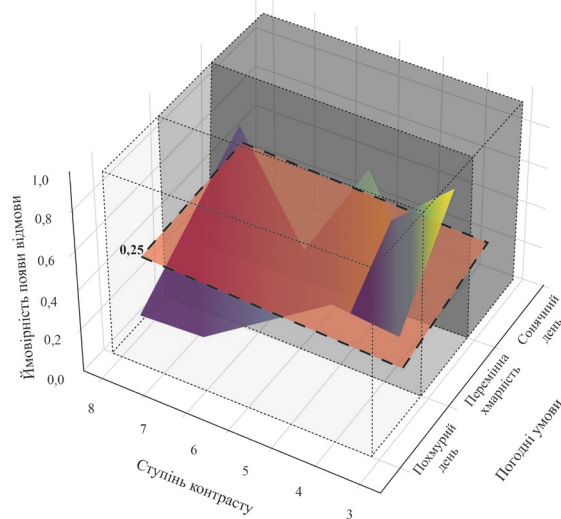 Ймовірність появи відмови
1,0
0,8
0,6
0,4
0,2
0,0
0,25
8
7
6
5
4
3
Ступінь контрасту
Похмурий
день
Перемінна
хмарність
Сонячний
день
Погодні умови